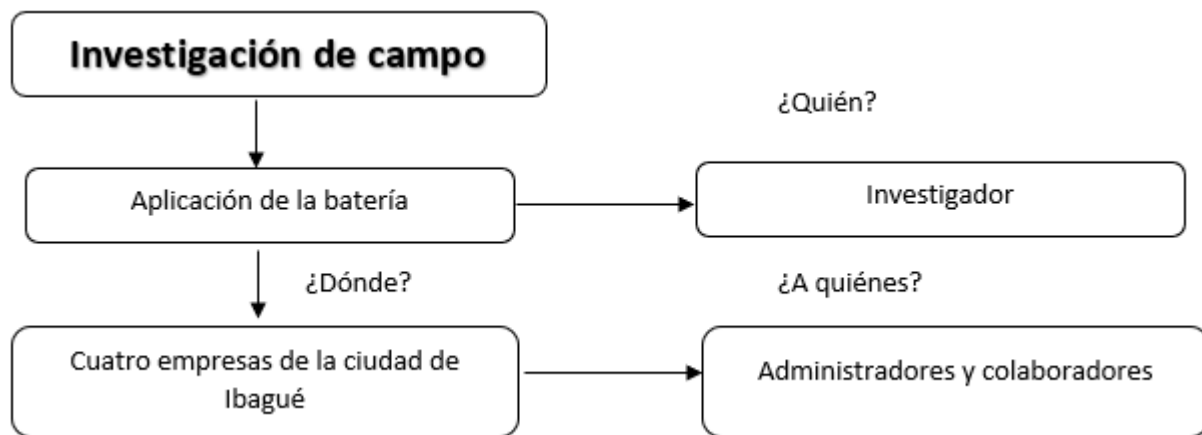 Investigación de campo
¿Quién?
Aplicación de la batería
Investigador
¿Dónde?
¿A quiénes?
Cuatro empresas de la ciudad de
Ibagué
Administradores y colaboradores